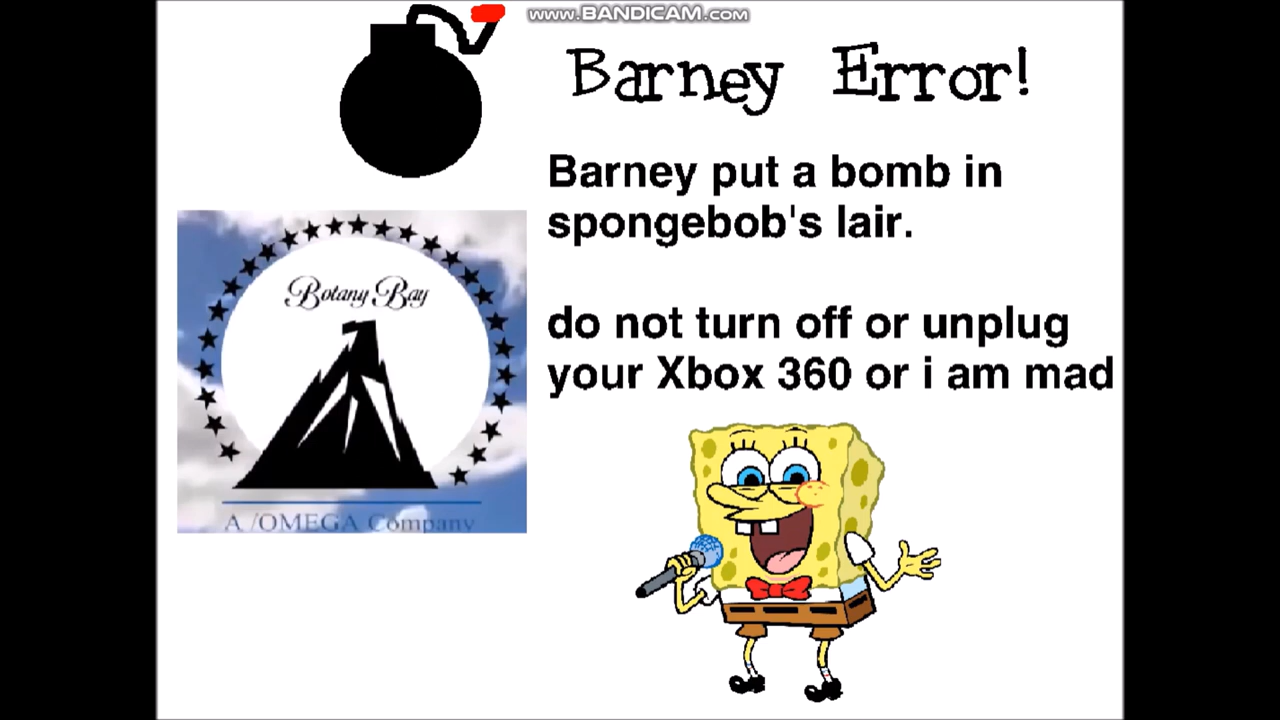 www.BANDICAM.com
Barney Error!
Barney put a bomb in
spongebob's lair.
do not turn off or unplug
your Xbox 360 or i am mad
Botany Bay
A /OMEGA Company